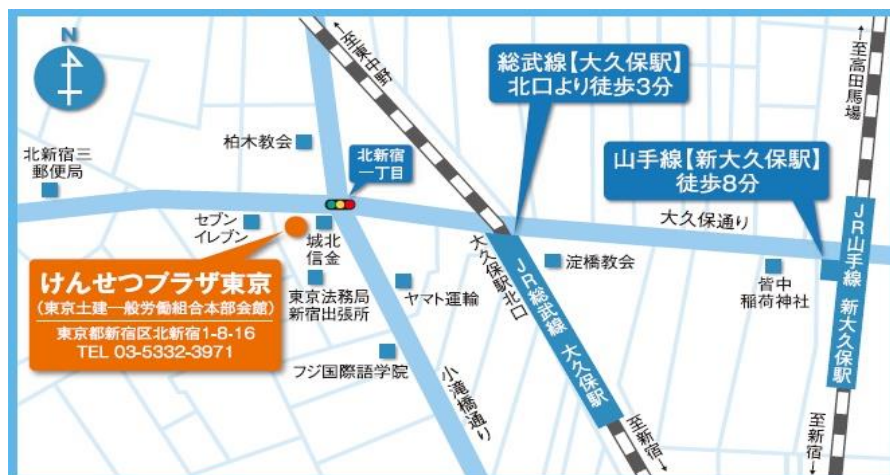 N
←至東中野
総武線【大久保駅】
北口より徒歩3分
←至高田馬場
柏木教会
北新宿
一丁目
北新宿三
郵便局
山手線【新大久保駅】
徒歩8分
セブン
イレブン
城北
信金
大久保通り
けんせつプラザ東京
(東京土建一般労働組合本部会館)
東京都新宿区北新宿1-8-16
TEL 03-5332-3971
東京法務局
新宿出張所
ヤマト運輸
大久保駅北口
JR総武線 大久保駅
淀橋教会
皆中
稲荷神社
JR山手線 新大久保駅
フジ国際語学院
小滝橋通り
至新宿→
至新宿→